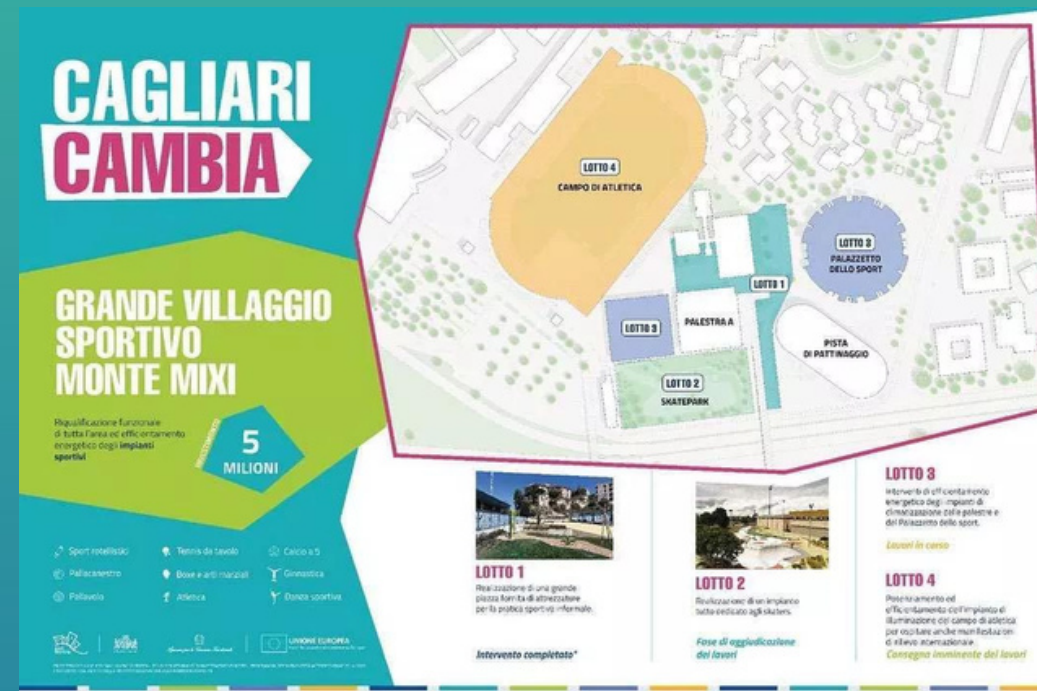 CAGLIARI
CAMBIA
GRANDE VILLAGGIO
SPORTIVO
MONTE MIXI
Riqualificazione funzionale
di tutta l'area ed efficientamento
energetico degli impianti
sportivi
INVESTIMENTO
5
MILIONI
Sport rotellistici
Tennis da tavolo
Calcio a 5
Pallacanestro
Boxe e arti marziali
Ginnastica
Pallavolo
Atletica
Danza sportiva
UNIONE EUROPEA
LOTTO 4
CAMPO DI ATLETICA
LOTTO 3
PALAZZETTO
DELLO SPORT
LOTTO 1
LOTTO 3
PALESTRA A
PISTA
DI PATTINAGGIO
LOTTO 2
SKATEPARK
LOTTO 1
Realizzazione di una grande
piazza fornita di attrezzature
per la pratica sportiva informale.
Intervento completato*
LOTTO 2
Realizzazione di un impianto
tutto dedicato agli skaters.
Fase di aggiudicazione
dei lavori
LOTTO 3
Interventi di efficientamento
energetico degli impianti di
climatizzazione delle palestre e
del Palazzetto dello sport.
Lavori in corso
LOTTO 4
Potenziamento ed
efficientamento dell'impianto di
illuminazione del campo di atletica
per ospitare anche manifestazioni
di rilievo internazionale.
Consegna imminente dei lavori